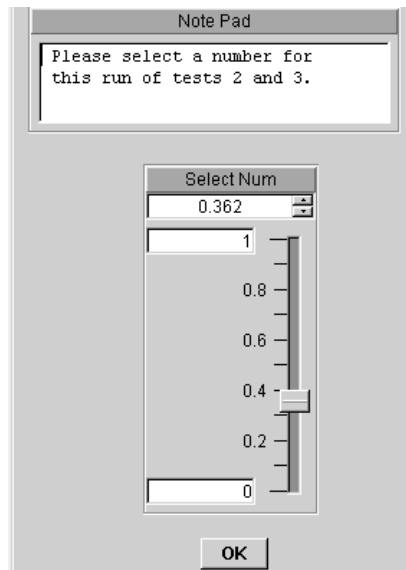 Note Pad
Please select a number for
this run of tests 2 and 3.
Select Num
0.362
1
0.8
0.6
0.4
0.2
0
OK